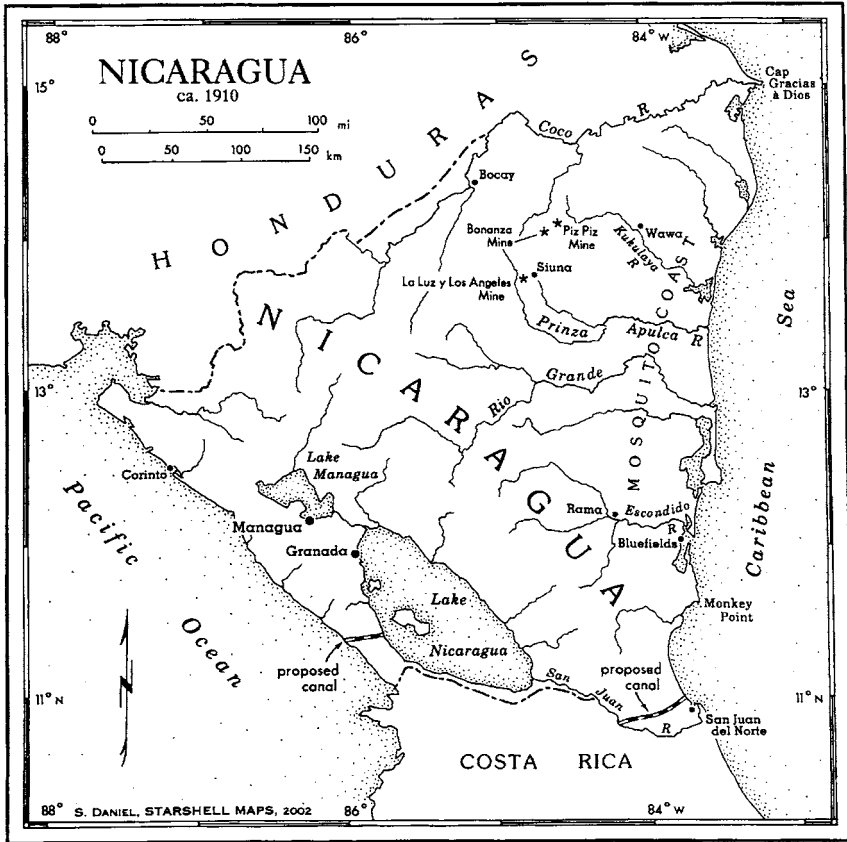 88°
86°
84° W
NICARAGUA
ca. 1910
0 50 100 mi
0 50 100 150 km
15°
15°
Cap
Gracias
à Dios
HONDURAS
Coco R
Bocay
Bonanza
Mine
Piz Piz
Mine
Wawa
Kukulaya
R
La Luz y Los Angeles
Mine
Siuna
Prinza Apulca R
MOSQUITO COAST
NICARAGUA
Caribbean Sea
13°
13°
Rio Grande
Lake
Managua
Corinto
Pacific Ocean
Managua
Granada
Rama
Escondido
R
Bluefields
Lake
Nicaragua
Monkey
Point
proposed
canal
proposed
canal
San Juan R
11° N
11° N
San Juan
del Norte
N
COSTA RICA
88°
86°
84° W
S. DANIEL, STARSHELL MAPS, 2002